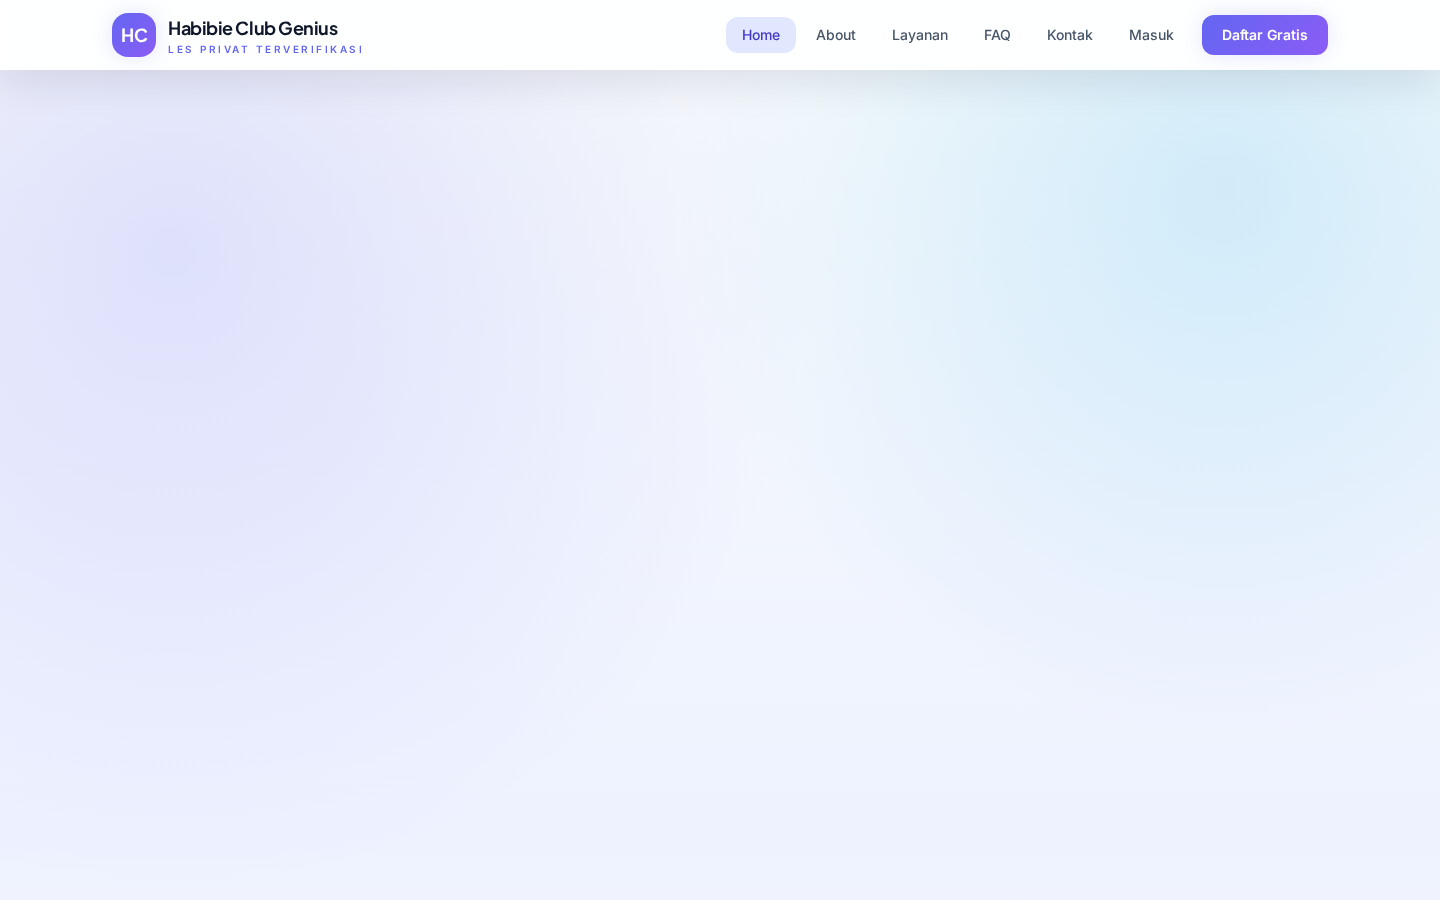 HC
Habibie Club Genius
LES PRIVAT TERVERIFIKASI
Home
About
Layanan
FAQ
Kontak
Masuk
Daftar Gratis